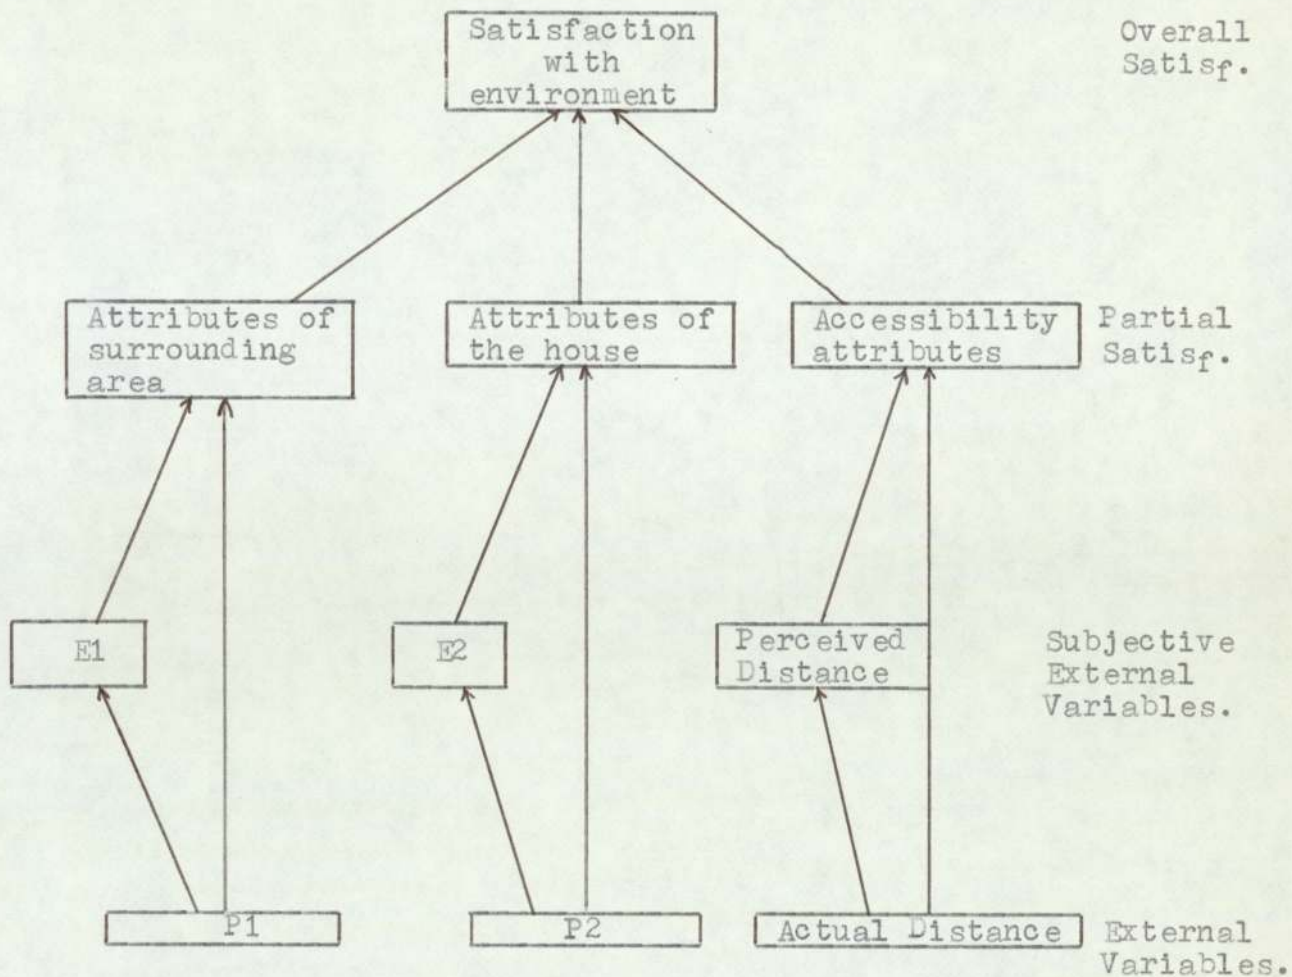 Satisfaction
with
environment
Overall
Satisf.
Attributes of
surrounding
area
Attributes of
the house
Accessibility
attributes
Partial
Satisf.
E1
E2
Perceived
Distance
Subjective
External
Variables.
P1
P2
Actual Distance
External
Variables.